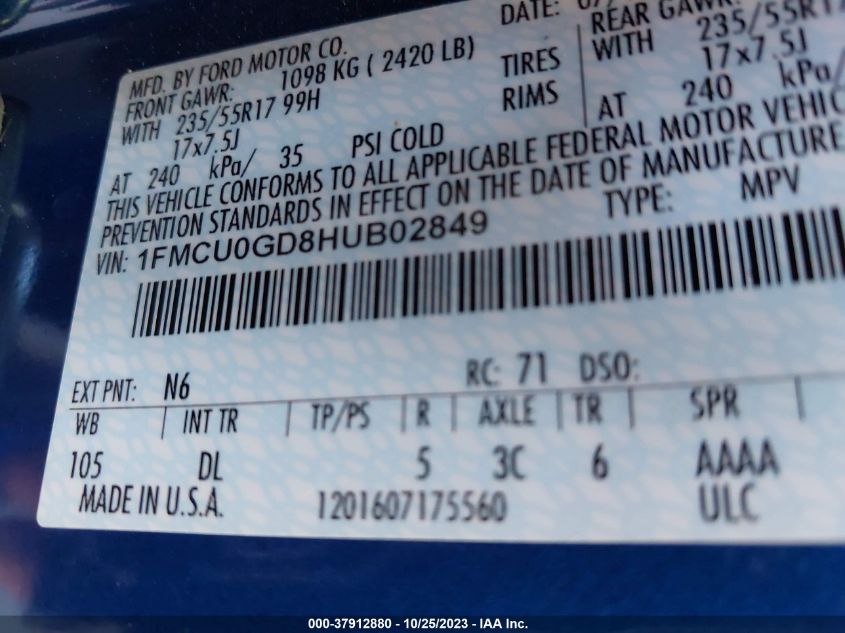 DATE:
MFD. BY FORD MOTOR CO.
FRONT GAWR: 1098 KG ( 2420 LB) REAR GAWR:
WITH 235/55R17 99H TIRES WITH 235/55R17
17x7.5J RIMS 17x7.5J
AT 240 kPa/ 35 PSI COLD AT 240 kPa/
THIS VEHICLE CONFORMS TO ALL APPLICABLE FEDERAL MOTOR
PREVENTION STANDARDS IN EFFECT ON THE DATE OF MANUFACTURE
VIN: 1FMCU0GD8HUB02849 TYPE: MPV
EXT PNT: N6 RC: 71 DSO:
WB INT TR TP/PS R AXLE TR SPR
105 DL 5 3C 6 AAAA
MADE IN U.S.A. 1201607175560 ULC
000-37912880 - 10/25/2023 - IAA Inc.